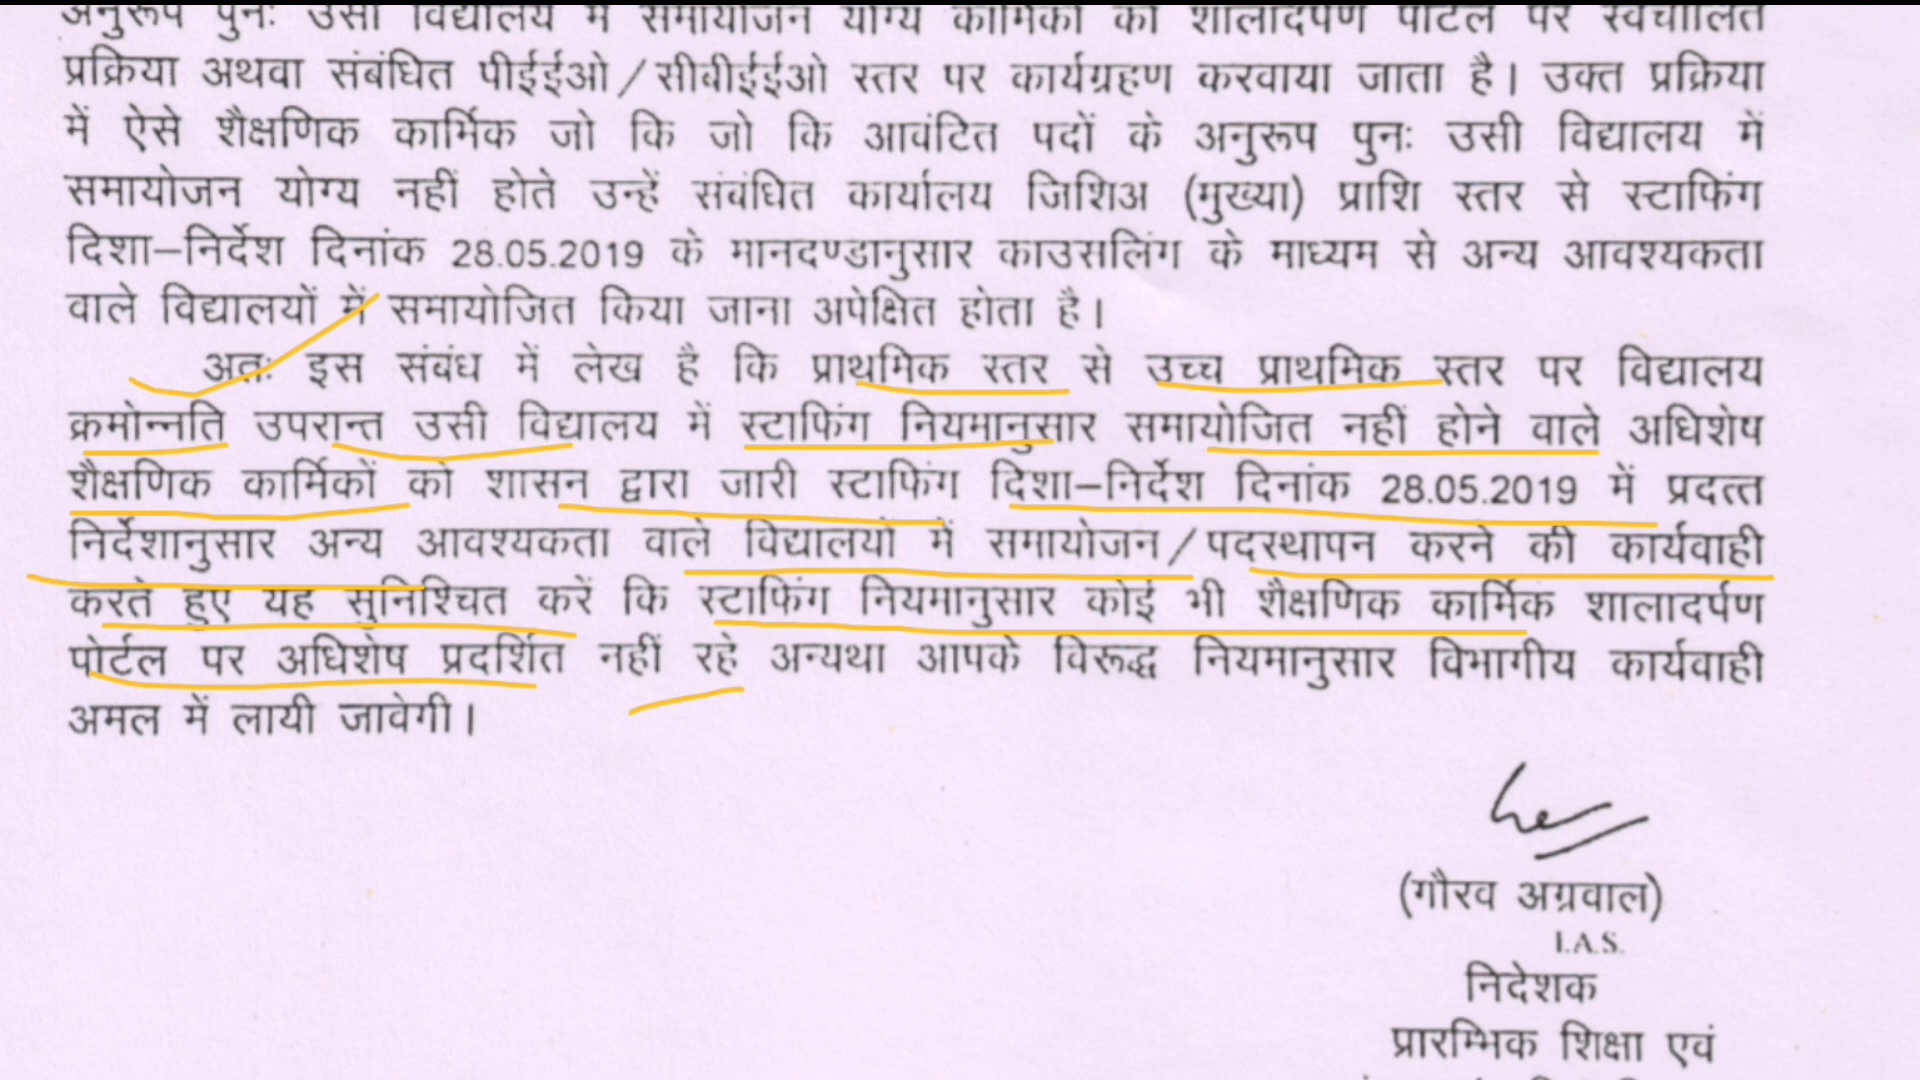 अनुरूप पुनः उसी विद्यालय में समायोजन योग्य कार्मिकों को शालादर्पण पोर्टल पर स्वचालित
प्रक्रिया अथवा संबंधित पीईईओ/सीबीईईओ स्तर पर कार्यग्रहण करवाया जाता है। उक्त प्रक्रिया
में ऐसे शैक्षणिक कार्मिक जो कि जो कि आवंटित पदों के अनुरूप पुनः उसी विद्यालय में
समायोजन योग्य नहीं होते उन्हें संबंधित कार्यालय जिशिअ (मुख्या) प्राशि स्तर से स्टाफिंग
दिशा–निर्देश दिनांक 28.05.2019 के मानदण्डानुसार काउसलिंग के माध्यम से अन्य आवश्यकता
वाले विद्यालयों में समायोजित किया जाना अपेक्षित होता है।
अतः इस संबंध में लेख है कि प्राथमिक स्तर से उच्च प्राथमिक स्तर पर विद्यालय
क्रमोन्नति उपरान्त उसी विद्यालय में स्टाफिंग नियमानुसार समायोजित नहीं होने वाले अधिशेष
शैक्षणिक कार्मिकों को शासन द्वारा जारी स्टाफिंग दिशा–निर्देश दिनांक 28.05.2019 में प्रदत्त
निर्देशानुसार अन्य आवश्यकता वाले विद्यालयों में समायोजन/पदस्थापन करने की कार्यवाही
करते हुए यह सुनिश्चित करें कि स्टाफिंग नियमानुसार कोई भी शैक्षणिक कार्मिक शालादर्पण
पोर्टल पर अधिशेष प्रदर्शित नहीं रहे अन्यथा आपके विरूद्ध नियमानुसार विभागीय कार्यवाही
अमल में लायी जावेगी।
(गौरव अग्रवाल)
I.A.S.
निदेशक
प्रारम्भिक शिक्षा एवं